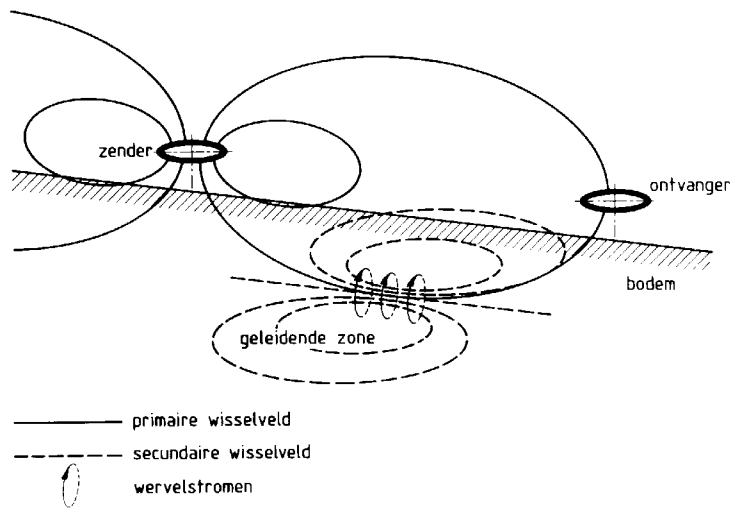 zender
ontvanger
bodem
geleidende zone
primaire wisselveld
secundaire wisselveld
wervelstromen